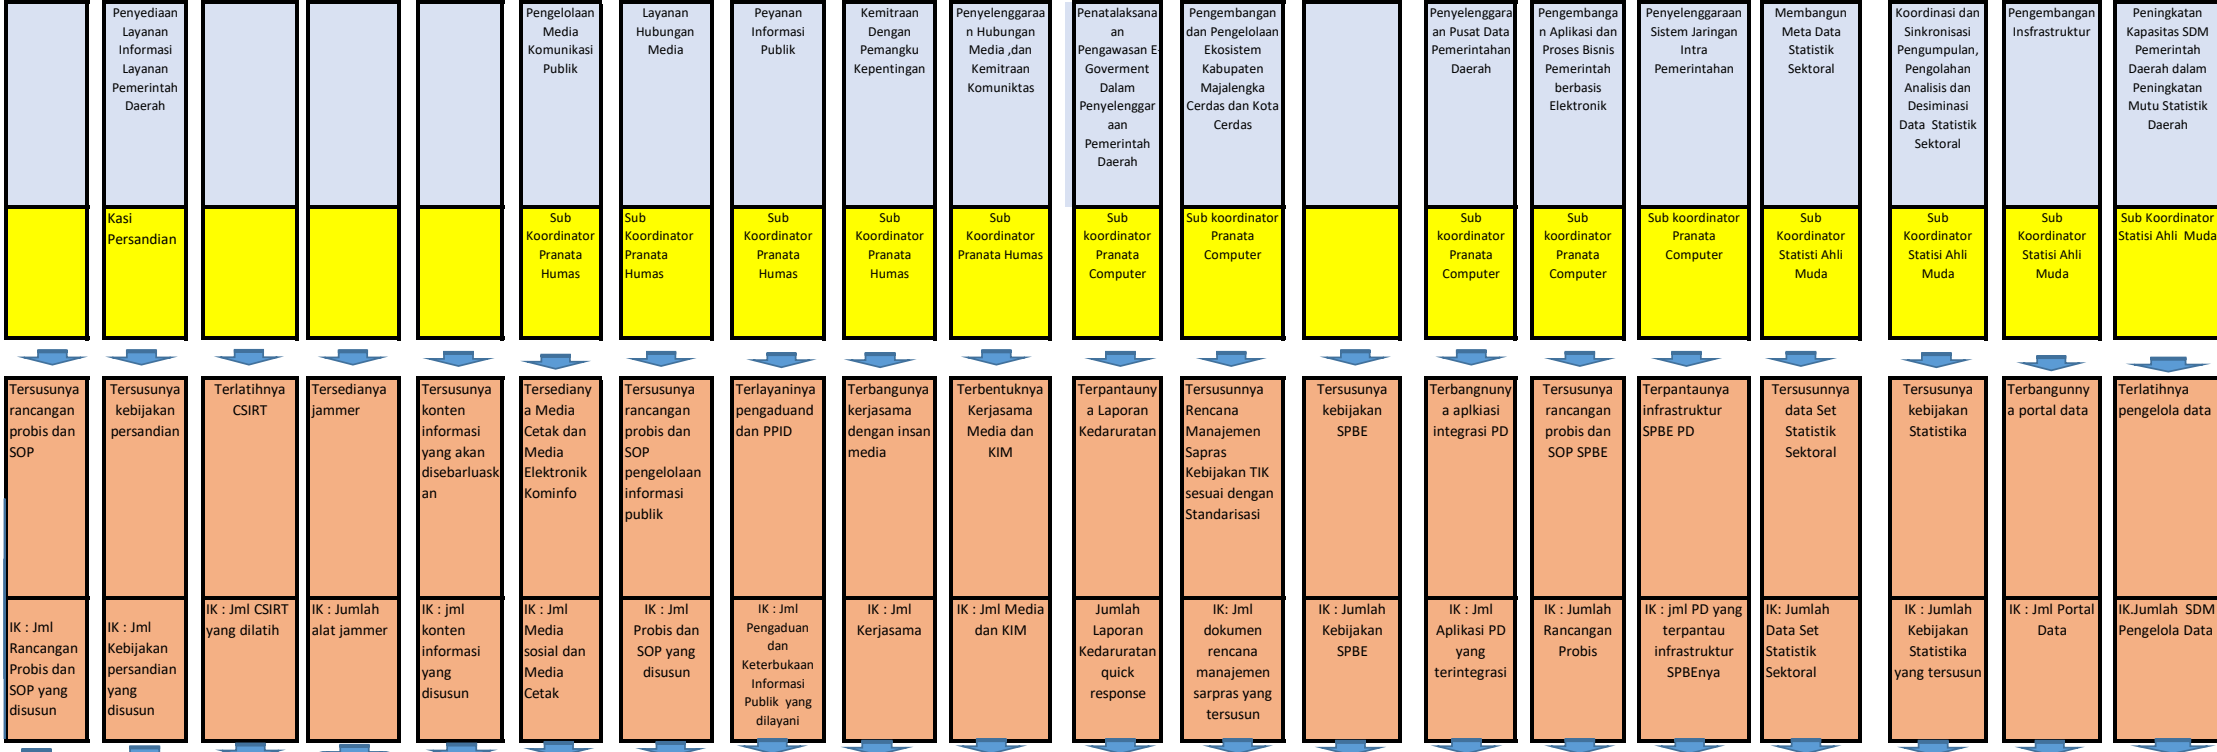 Penyediaan
Layanan
Informasi
Layanan
Pemerintah
Daerah
Pengelolaan
Media
Komunikasi
Publik
Layanan
Hubungan
Media
Peyanan
Informasi
Publik
Kemitraan
Dengan
Pemangku
Kepentingan
Penyelenggaraa
n Hubungan
Media ,dan
Kemitraan
Komuniktas
Penatalaksana
an
Pengawasan E-
Goverment
Dalam
Penyelenggar
aan
Pemerintah
Daerah
Pengembangan
dan Pengelolaan
Ekosistem
Kabupaten
Majalengka
Cerdas dan Kota
Cerdas
Penyelenggara
an Pusat Data
Pemerintahan
Daerah
Pengembanga
n Aplikasi dan
Proses Bisnis
Pemerintah
berbasis
Elektronik
Penyelenggaraan
Sistem Jaringan
Intra
Pemerintahan
Membangun
Meta Data
Statistik
Sektoral
Koordinasi dan
Sinkronisasi
Pengumpulan,
Pengolahan
Analisis dan
Desiminasi
Data Statistik
Sektoral
Pengembangan
Insfrastruktur
Peningkatan
Kapasitas SDM
Pemerintah
Daerah dalam
Peningkatan
Mutu Statistik
Daerah
Kasi
Persandian
Sub
Koordinator
Pranata
Humas
Sub
Koordinator
Pranata
Humas
Sub
Koordinator
Pranata
Humas
Sub
Koordinator
Pranata
Humas
Sub
Koordinator
Pranata Humas
Sub
koordinator
Pranata
Computer
Sub koordinator
Pranata
Computer
Sub
koordinator
Pranata
Computer
Sub
koordinator
Pranata
Computer
Sub koordinator
Pranata
Computer
Sub
Koordinator
Statisti Ahli
Muda
Sub
Koordinator
Statisi Ahli
Muda
Sub
Koordinator
Statisi Ahli
Muda
Sub Koordinator
Statisi Ahli Muda
Tersusunya
rancangan
probis dan
SOP
Tersusunya
kebijakan
persandian
Terlatihnya
CSIRT
Tersedianya
jammer
Tersusunya
konten
informasi
yang akan
disebarluask
an
Tersediany
a Media
Cetak dan
Media
Elektronik
Kominfo
Tersusunya
rancangan
probis dan
SOP
pengelolaan
informasi
publik
Terlayaninya
pengaduand
dan PPID
Terbangunya
kerjasama
dengan insan
media
Terbentuknya
Kerjasama
Media dan
KIM
Terpantauny
a Laporan
Kedaruratan
Tersusunnya
Rencana
Manajemen
Sapras
Kebijakan TIK
sesuai dengan
Standarisasi
Tersusunya
kebijakan
SPBE
Terbangnuny
a aplkiasi
integrasi PD
Tersusunya
rancangan
probis dan
SOP SPBE
Terpantaunya
infrastruktur
SPBE PD
Tersusunnya
data Set
Statistik
Sektoral
Tersusunya
kebijakan
Statistika
Terbangunny
a portal data
Terlatihnya
pengelola data
IK : Jml
Rancangan
Probis dan
SOP yang
disusun
IK : Jml
Kebijakan
persandian
yang
disusun
IK : Jml CSIRT
yang dilatih
IK : Jumlah
alat jammer
IK : jml
konten
informasi
yang
disusun
IK : Jml
Media
sosial dan
Media
Cetak
IK : Jml
Probis dan
SOP yang
disusun
IK : Jml
Pengaduan
dan
Keterbukaan
Informasi
Publik yang
dilayani
IK : Jml
Kerjasama
IK : Jml Media
dan KIM
Jumlah
Laporan
Kedaruratan
quick
response
IK: Jml
dokumen
rencana
manajemen
sarpras yang
tersusun
IK : Jumlah
Kebijakan
SPBE
IK : Jml
Aplikasi PD
yang
terintegrasi
IK : Jumlah
Rancangan
Probis
IK : jml PD yang
terpantau
infrastruktur
SPBEnya
IK: Jumlah
Data Set
Statistik
Sektoral
IK : Jumlah
Kebijakan
Statistika
yang tersusun
IK : Jml Portal
Data
IK.Jumlah SDM
Pengelola Data